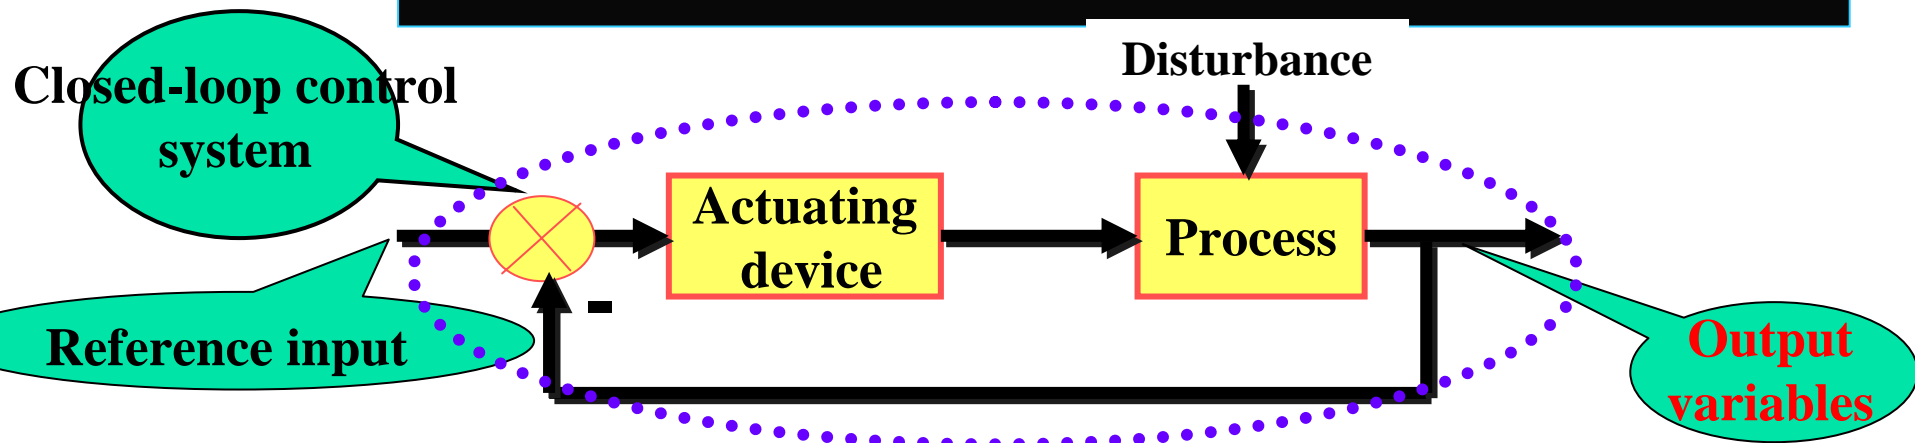 Disturbance
Closed-loop control
system
Actuating
device
Process
-
Reference input
Output
variables